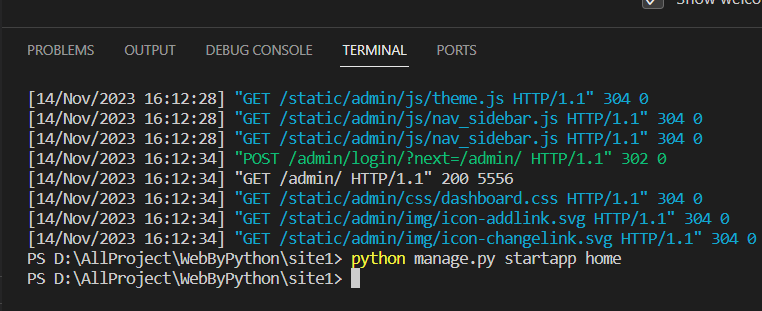 Show welco
PROBLEMS OUTPUT DEBUG CONSOLE TERMINAL PORTS
[14/Nov/2023 16:12:28] "GET /static/admin/js/theme.js HTTP/1.1" 304 0
[14/Nov/2023 16:12:28] "GET /static/admin/js/nav_sidebar.js HTTP/1.1" 304 0
[14/Nov/2023 16:12:28] "GET /static/admin/js/nav_sidebar.js HTTP/1.1" 304 0
[14/Nov/2023 16:12:34] "POST /admin/login/?next=/admin/ HTTP/1.1" 302 0
[14/Nov/2023 16:12:34] "GET /admin/ HTTP/1.1" 200 5556
[14/Nov/2023 16:12:34] "GET /static/admin/css/dashboard.css HTTP/1.1" 304 0
[14/Nov/2023 16:12:34] "GET /static/admin/img/icon-addlink.svg HTTP/1.1" 304 0
[14/Nov/2023 16:12:34] "GET /static/admin/img/icon-changelink.svg HTTP/1.1" 304 0
PS D:\AllProject\WebByPython\site1> python manage.py startapp home
PS D:\AllProject\WebByPython\site1>